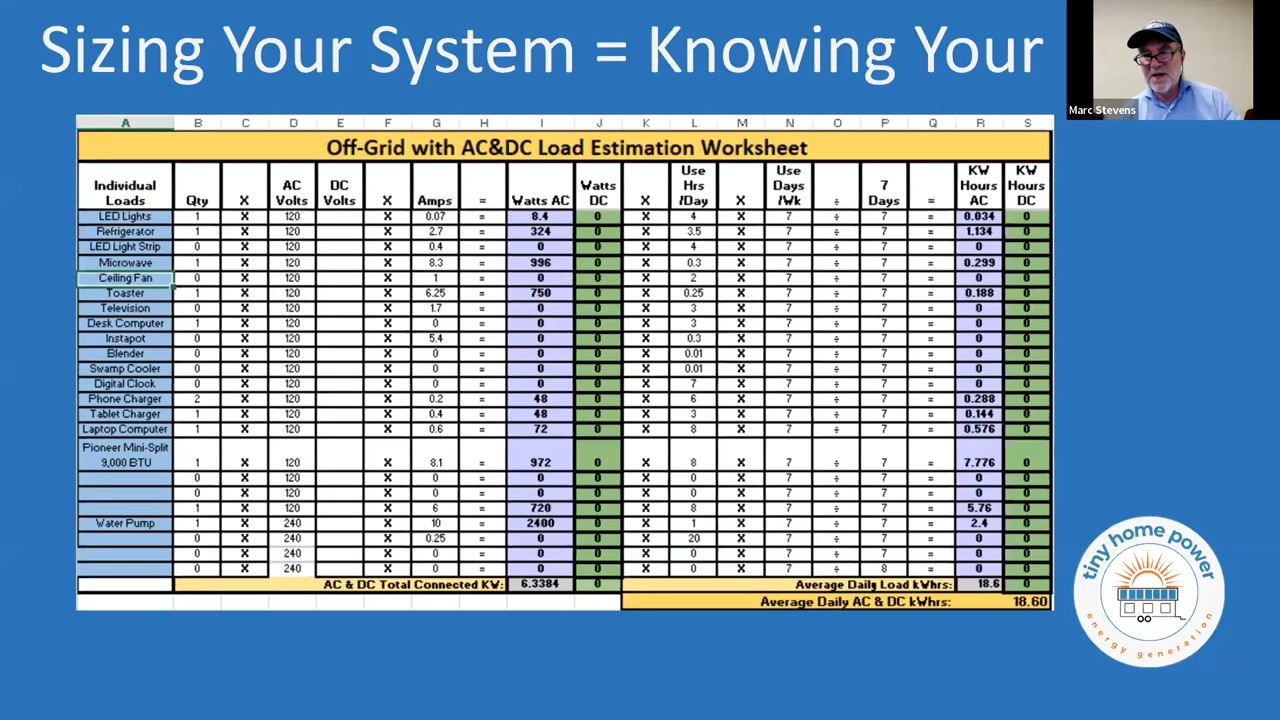 Sizing Your System = Knowing Your
Marc Stevens
A B C D E F G H I J K L M N O P Q R S
Off-Grid with AC&DC Load Estimation Worksheet
Individual Loads Qty X AC Volts DC Volts X Amps = Watts AC Watts DC X Use Hrs /Day X Use Days /Wk ÷ 7 Days = KW Hours AC KW Hours DC
LED Lights 1 X 120 X 0.07 = 8.4 0 X 4 X 7 ÷ 7 = 0.034 0
Refrigerator 1 X 120 X 2.7 = 324 0 X 3.5 X 7 ÷ 7 = 1.134 0
LED Light Strip 0 X 120 X 0.4 = 0 0 X 4 X 7 ÷ 7 = 0 0
Microwave 1 X 120 X 8.3 = 996 0 X 0.3 X 7 ÷ 7 = 0.299 0
Ceiling Fan 0 X 120 X 1 = 0 0 X 2 X 7 ÷ 7 = 0 0
Toaster 1 X 120 X 6.25 = 750 0 X 0.25 X 7 ÷ 7 = 0.188 0
Television 0 X 120 X 1.7 = 0 0 X 3 X 7 ÷ 7 = 0 0
Desk Computer 1 X 120 X = 0 0 X 3 X 7 ÷ 7 = 0 0
Instapot 0 X 120 X 5.4 = 0 0 X 0.3 X 7 ÷ 7 = 0 0
Blender 0 X 120 X = 0 0 X 0.01 X 7 ÷ 7 = 0 0
Swamp Cooler 0 X 120 X = 0 0 X 0.01 X 7 ÷ 7 = 0 0
Digital Clock 0 X 120 X = 0 0 X 7 X 7 ÷ 7 = 0 0
Phone Charger 2 X 120 X 0.2 = 48 0 X 6 X 7 ÷ 7 = 0.288 0
Tablet Charger 1 X 120 X 0.4 = 48 0 X 3 X 7 ÷ 7 = 0.144 0
Laptop Computer 1 X 120 X 0.6 = 72 0 X 8 X 7 ÷ 7 = 0.576 0
Pioneer Mini-Split
9,000 BTU 1 X 120 X 8.1 = 972 0 X 8 X 7 ÷ 7 = 7.776 0
0 X 120 X 0 = 0 0 X 0 X 7 ÷ 7 = 0 0
0 X 120 X 0 = 0 0 X 0 X 7 ÷ 7 = 0 0
1 X 120 X 6 = 720 0 X 8 X 7 ÷ 7 = 5.76 0
Water Pump 1 X 240 X 10 = 2400 0 X 1 X 7 ÷ 7 = 2.4 0
0 X 240 X 0.25 = 0 0 X 20 X 7 ÷ 7 = 0 0
0 X 240 X 0 = 0 0 X 0 X 7 ÷ 7 = 0 0
0 X 240 X 0 = 0 0 X 0 X 7 ÷ 8 = 0 0
AC & DC Total Connected KW: 6.3384 0 Average Daily Load kWhrs: 18.6 0
Average Daily AC & DC kWhrs: 18.60
tiny home power
energy generation